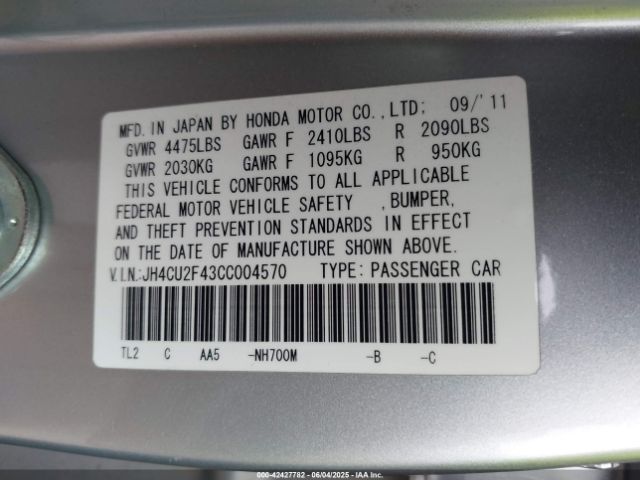 MFD. IN JAPAN BY HONDA MOTOR CO., LTD; 09/'11
GVWR 4475LBS GAWR F 2410LBS R 2090LBS
GVWR 2030KG GAWR F 1095KG R 950KG
THIS VEHICLE CONFORMS TO ALL APPLICABLE
FEDERAL MOTOR VEHICLE SAFETY , BUMPER,
AND THEFT PREVENTION STANDARDS IN EFFECT
ON THE DATE OF MANUFACTURE SHOWN ABOVE.
V.I.N.:JH4CU2F43CC004570 TYPE: PASSENGER CAR
TL2 C AA5 -NH700M -B -C
000-42427782 - 06/04/2025 - IAA Inc.